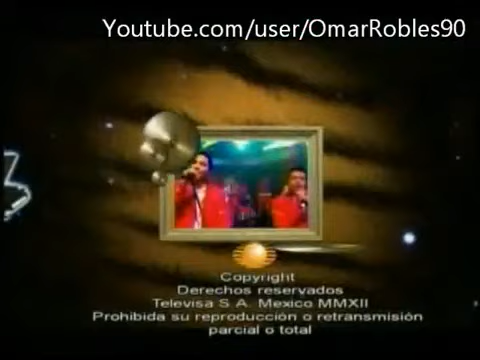 Youtube.com/user/OmarRobles90
Copyright
Derechos reservados
Televisa S.A. Mexico MMXII
Prohibida su reproducción o retransmisión
parcial o total